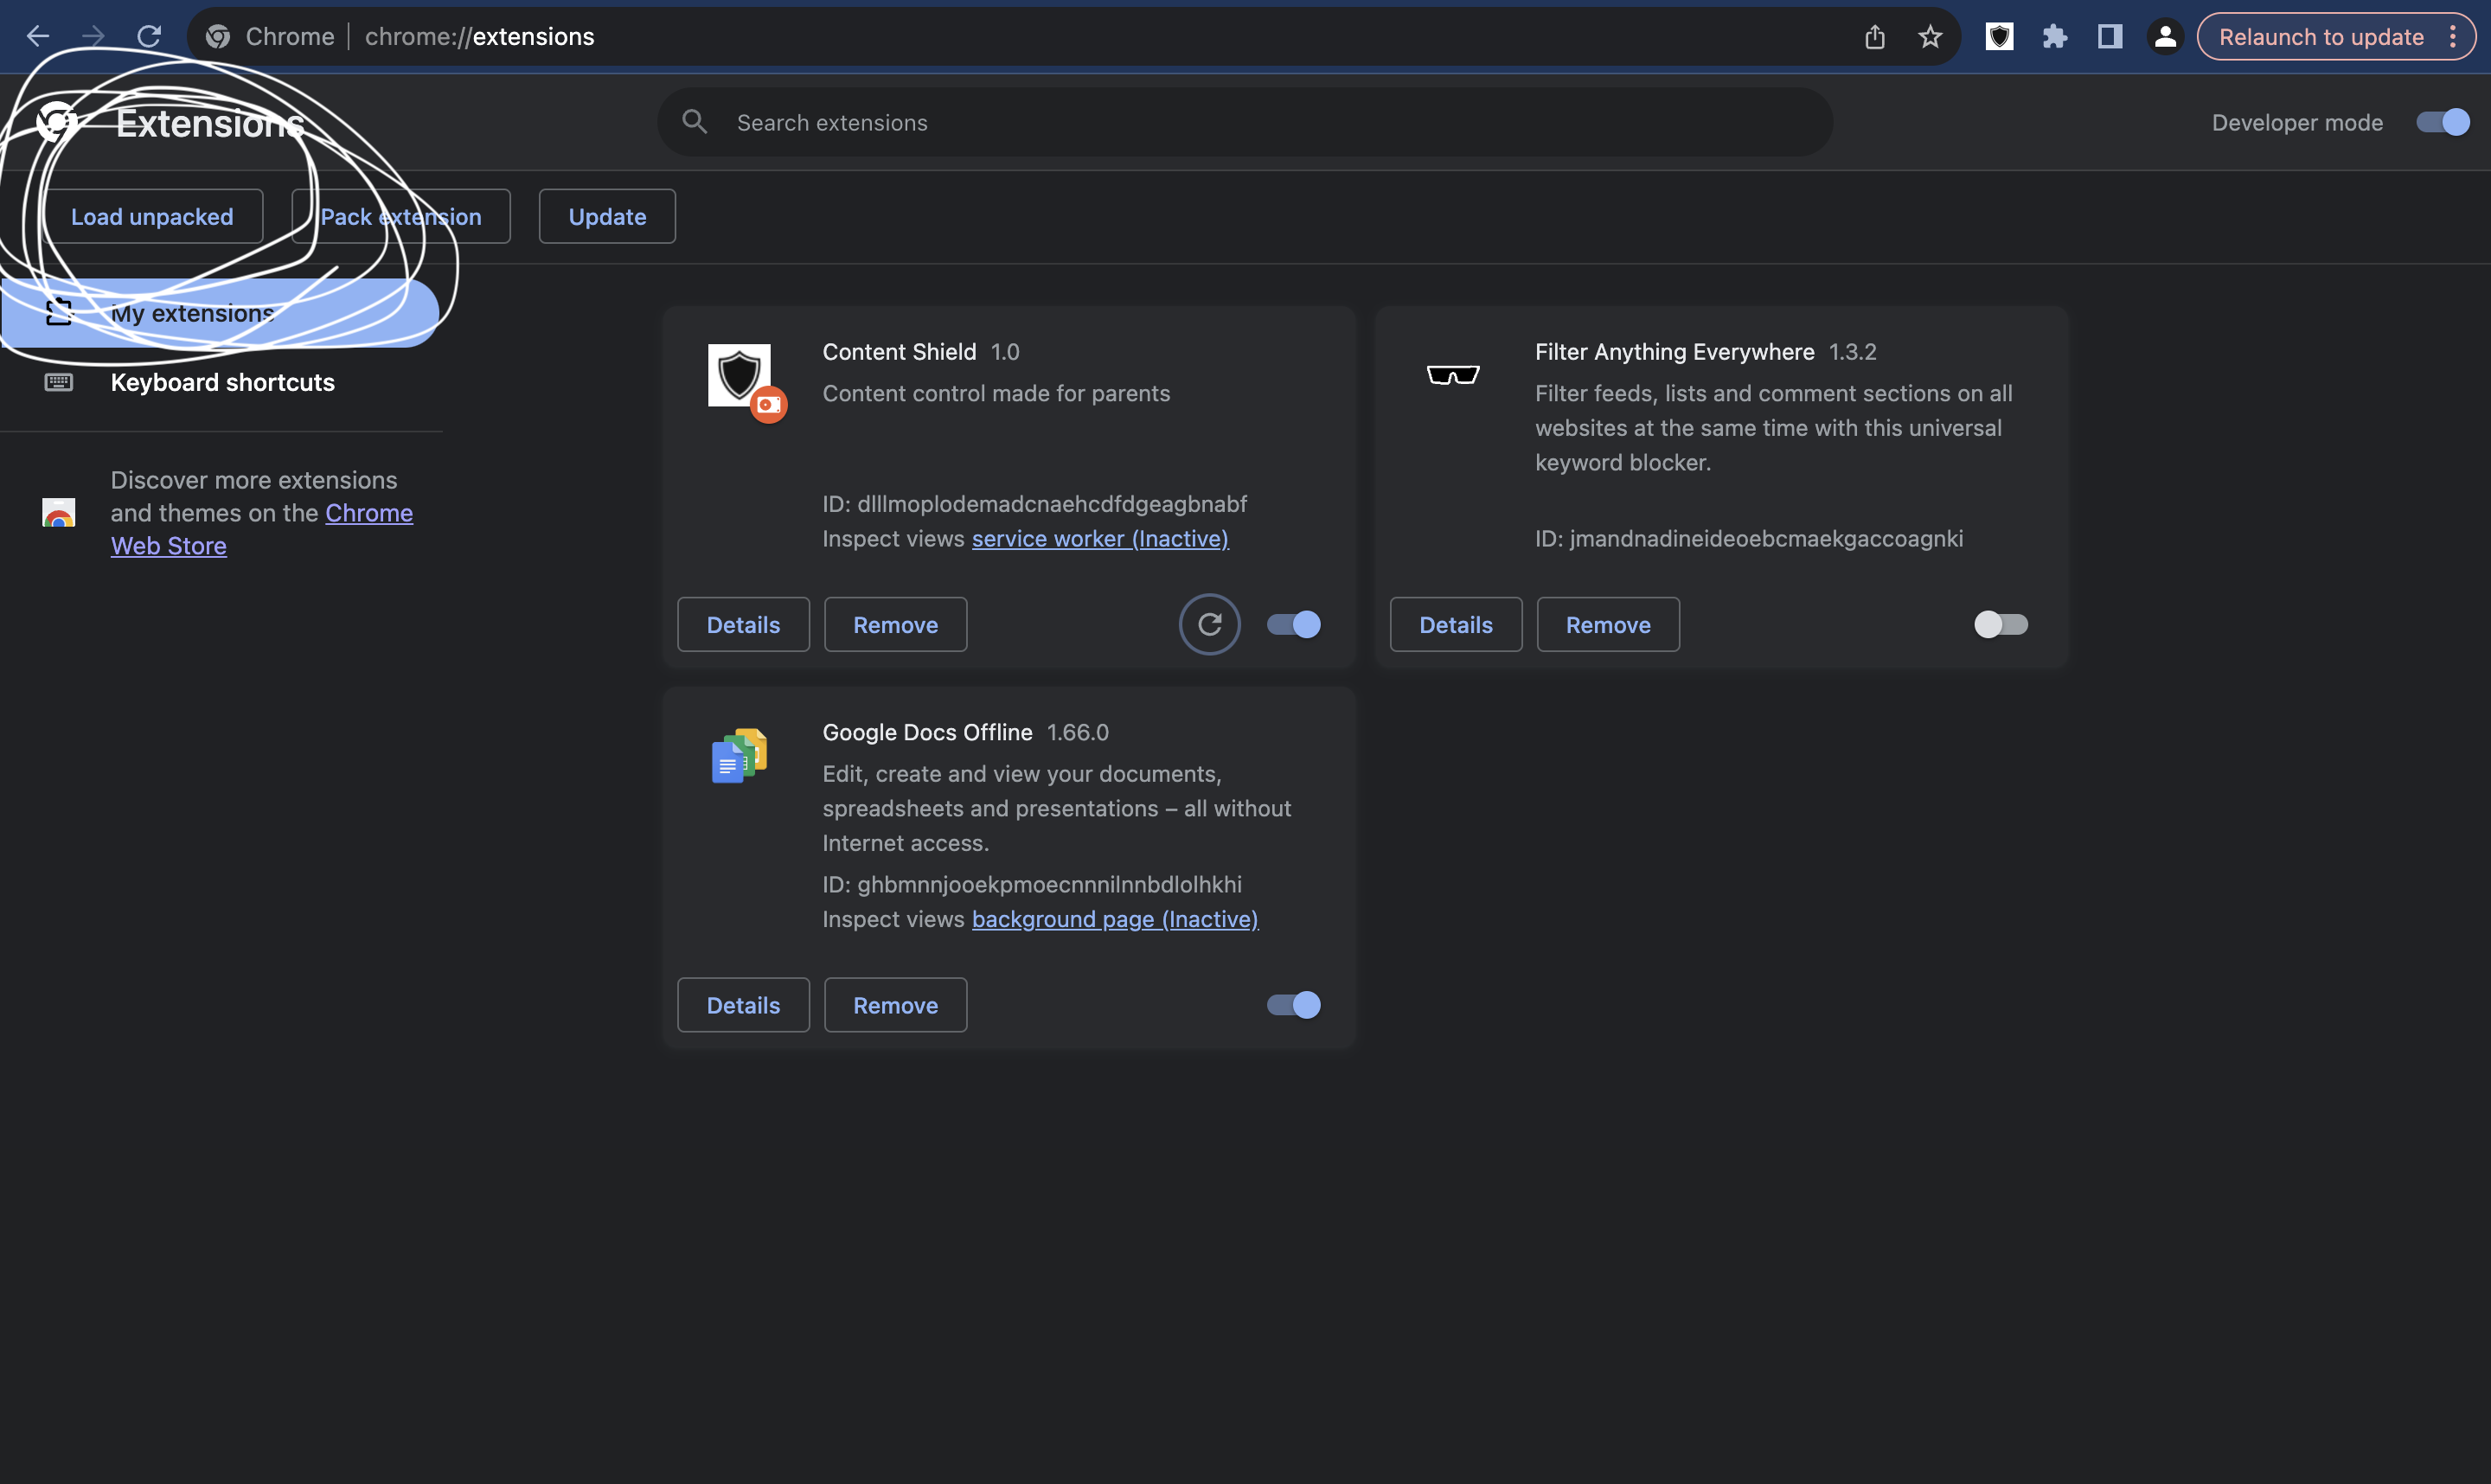 Chrome chrome://extensions Relaunch to update
Extensions Search extensions Developer mode
Load unpacked Pack extension Update
My extensions
Keyboard shortcuts
Discover more extensions
and themes on the Chrome
Web Store
Content Shield 1.0
Content control made for parents
ID: dlllmoplodemadcnaehcdfdgeagbnabf
Inspect views service worker (Inactive)
Details Remove
Filter Anything Everywhere 1.3.2
Filter feeds, lists and comment sections on all
websites at the same time with this universal
keyword blocker.
ID: jmandnadineideoebcmaekgaccoagnki
Details Remove
Google Docs Offline 1.66.0
Edit, create and view your documents,
spreadsheets and presentations – all without
Internet access.
ID: ghbmnnjooekpmoecnnnilnnbdlolhkhi
Inspect views background page (Inactive)
Details Remove